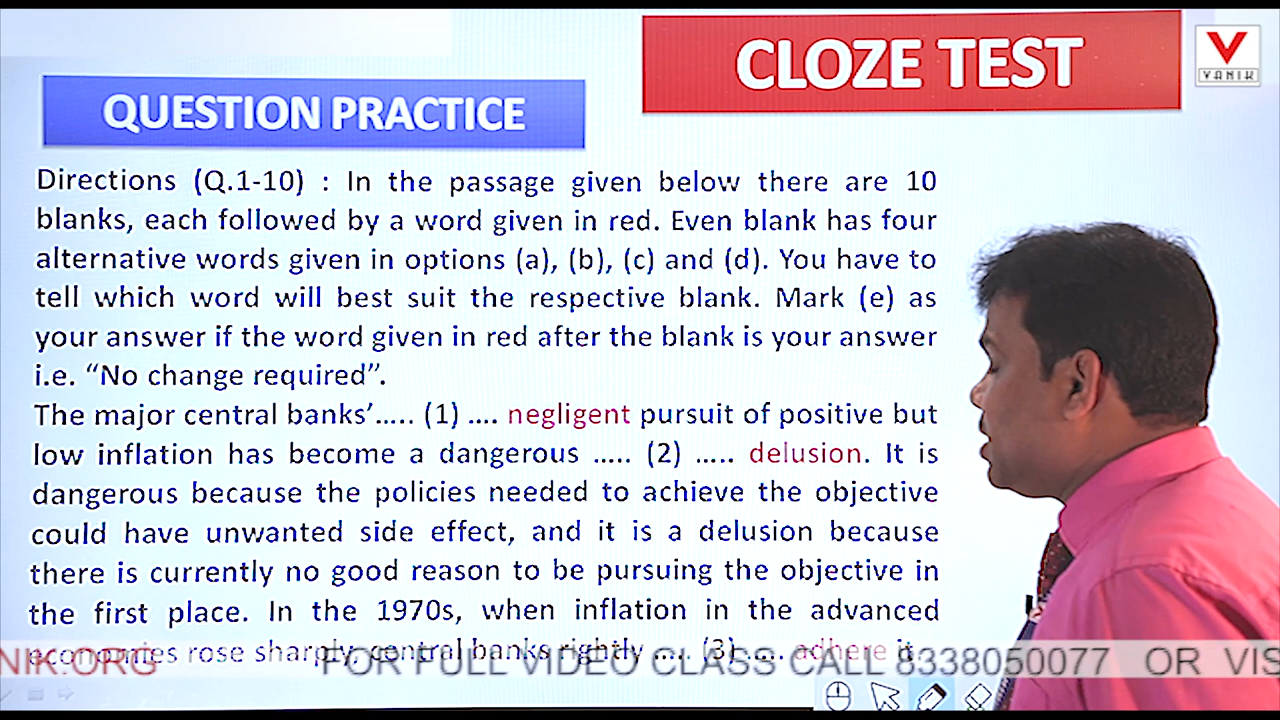 CLOZE TEST
VANIK
QUESTION PRACTICE
Directions (Q.1-10) : In the passage given below there are 10
blanks, each followed by a word given in red. Even blank has four
alternative words given in options (a), (b), (c) and (d). You have to
tell which word will best suit the respective blank. Mark (e) as
your answer if the word given in red after the blank is your answer
i.e. “No change required”.
The major central banks’..... (1) .... negligent pursuit of positive but
low inflation has become a dangerous ..... (2) ..... delusion. It is
dangerous because the policies needed to achieve the objective
could have unwanted side effect, and it is a delusion because
there is currently no good reason to be pursuing the objective in
the first place. In the 1970s, when inflation in the advanced
economies rose sharply, central banks rightly .... (3) .... adhere it.
NIK.ORG FOR FULL VIDEO CLASS CALL 8338050077 OR VIS